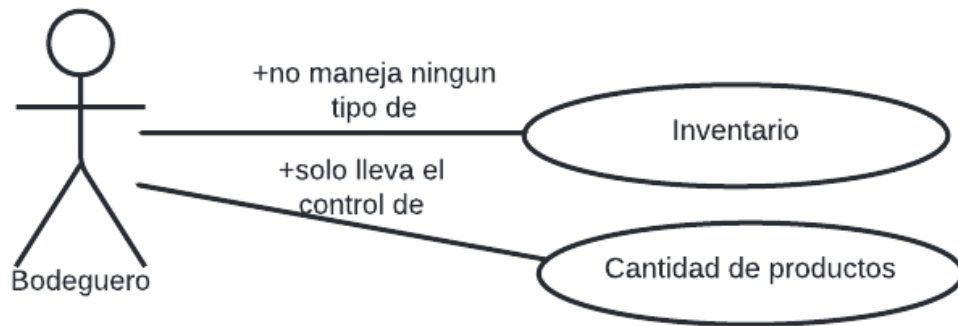 +no maneja ningun
tipo de
Inventario
+solo lleva el
control de
Cantidad de productos
Bodeguero